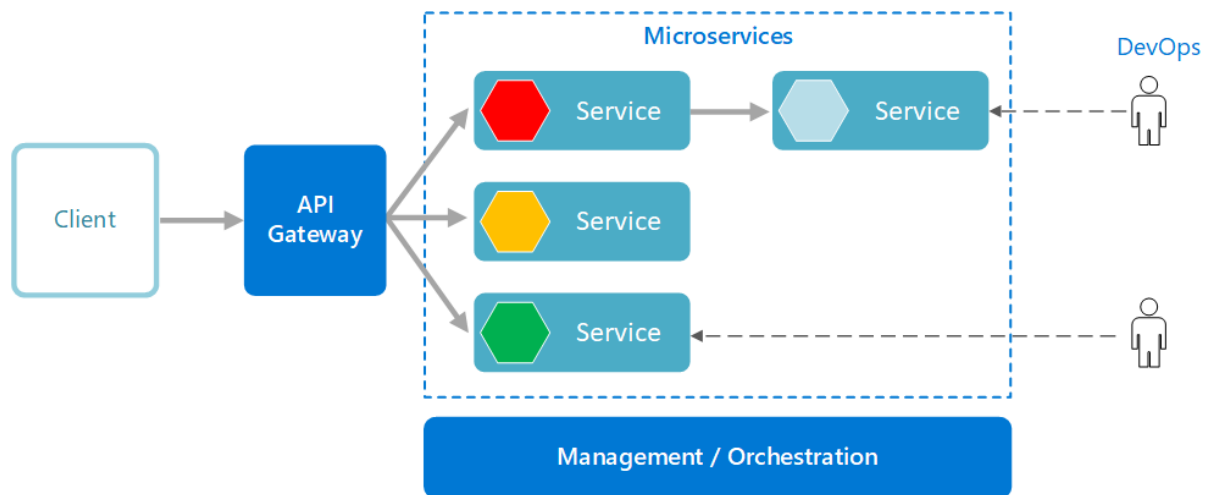 Microservices
DevOps
Service
Service
Client
API
Gateway
Service
Service
Management / Orchestration